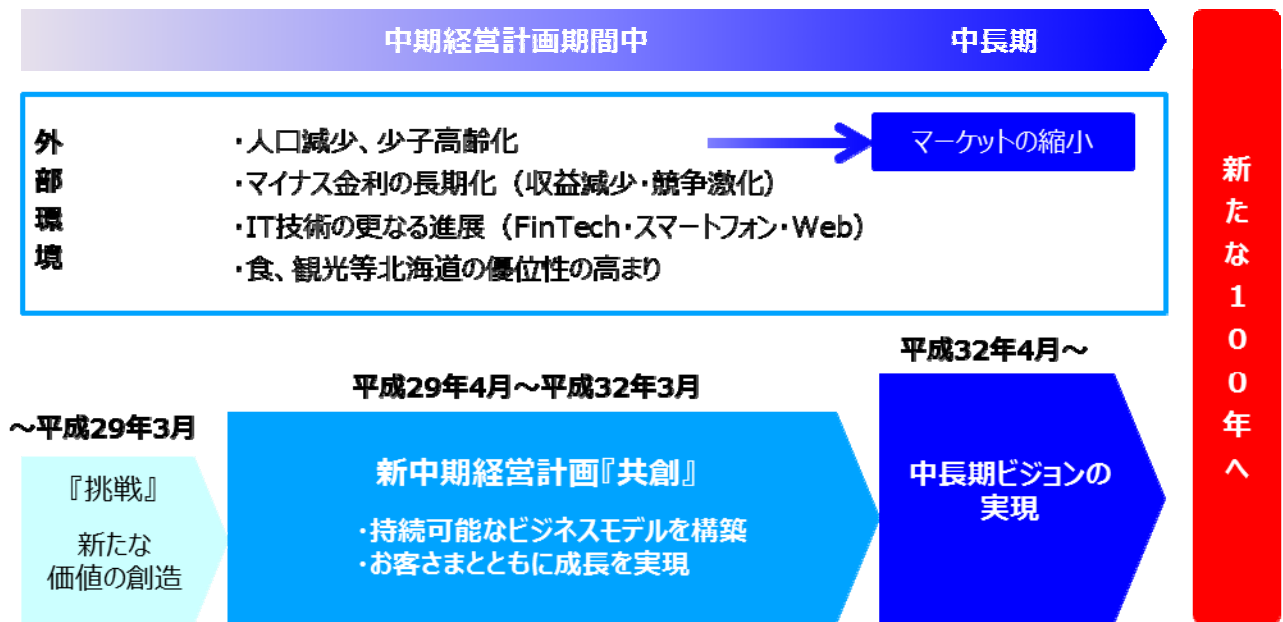 中期経営計画期間中
中長期
外部環境
・人口減少、少子高齢化
マーケットの縮小
・マイナス金利の長期化（収益減少・競争激化）
・IT技術の更なる進展（FinTech・スマートフォン・Web）
・食、観光等北海道の優位性の高まり
～平成29年3月
『挑戦』
新たな
価値の創造
平成29年4月～平成32年3月
新中期経営計画『共創』
・持続可能なビジネスモデルを構築
・お客さまとともに成長を実現
平成32年4月～
中長期ビジョンの
実現
新たな100年へ